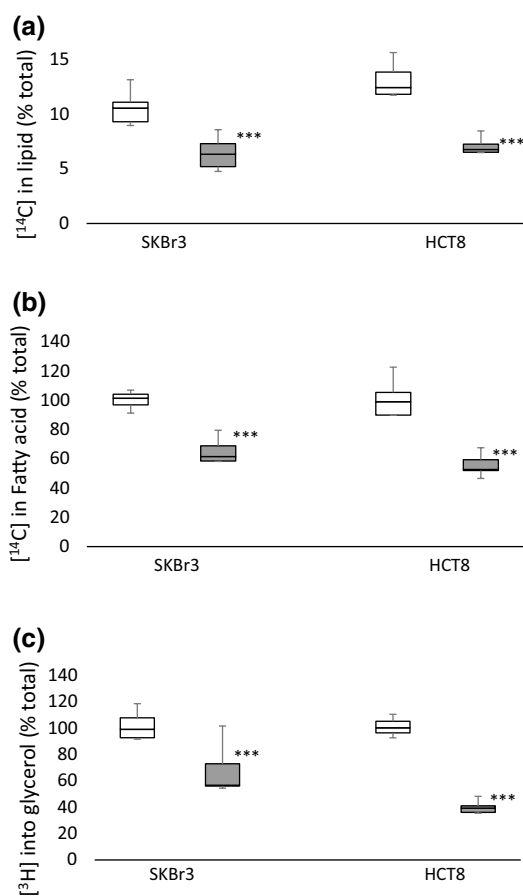 (a)
[¹⁴C] in lipid (% total)
15
10
5
0
***
***
SKBr3
HCT8
(b)
[¹⁴C] in Fatty acid (% total)
140
120
100
80
60
40
20
0
***
***
SKBr3
HCT8
(c)
[³H] into glycerol (% total)
140
120
100
80
60
40
20
0
***
***
SKBr3
HCT8